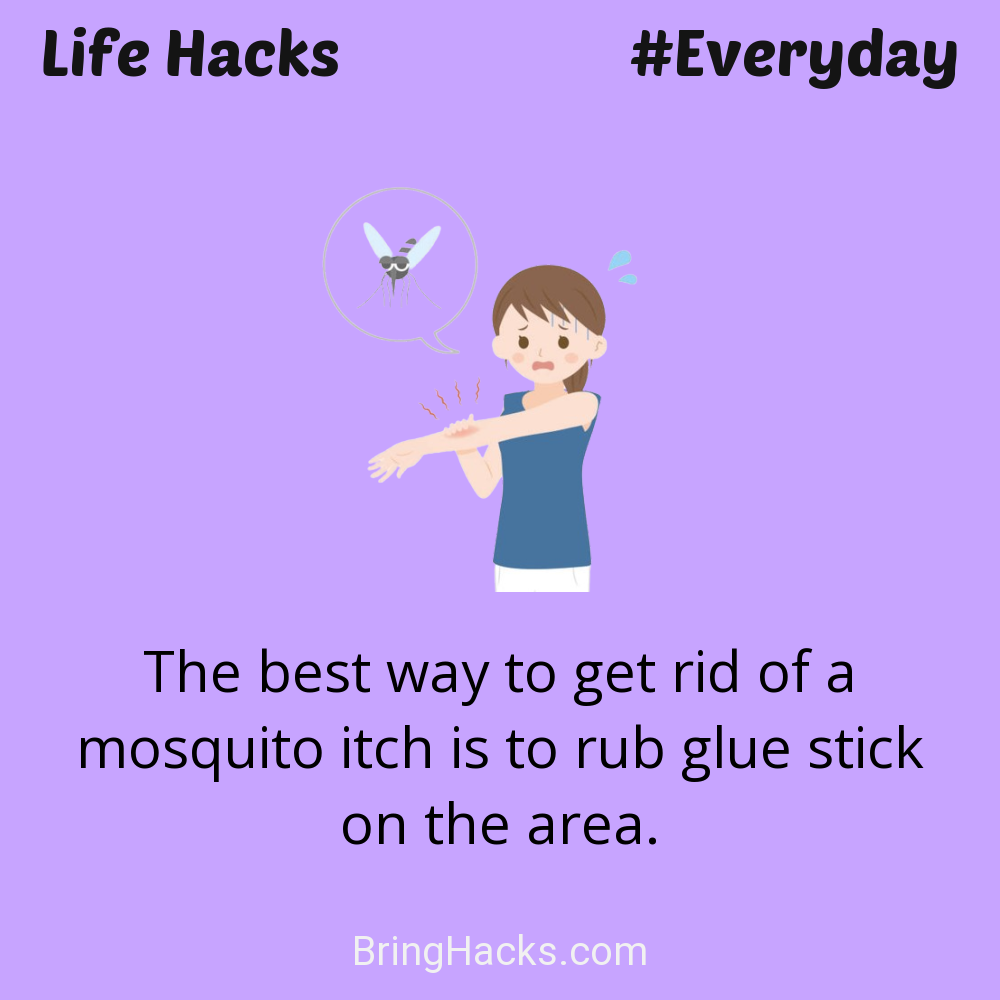 Life Hacks
#Everyday
The best way to get rid of a
mosquito itch is to rub glue stick
on the area.
BringHacks.com